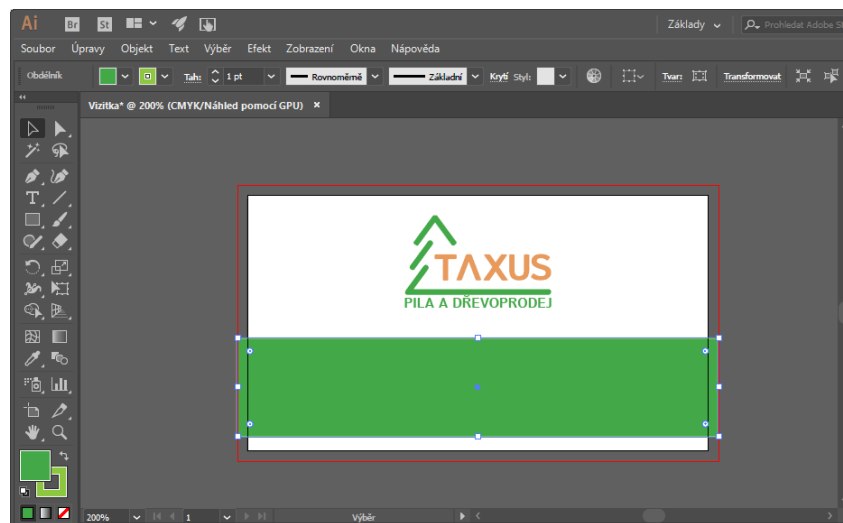 Ai Br St Základy Prohledat Adobe St
Soubor Úpravy Objekt Text Výběr Efekt Zobrazení Okna Nápověda
Obdélník Tah: 1 pt Rovnoměrně Základní Krytí Styl: Tvar: Transformovat
Vizitka* @ 200% (CMYK/Náhled pomocí GPU) ×
TAXUS
PILA A DŘEVOPRODEJ
200% 1 Výběr